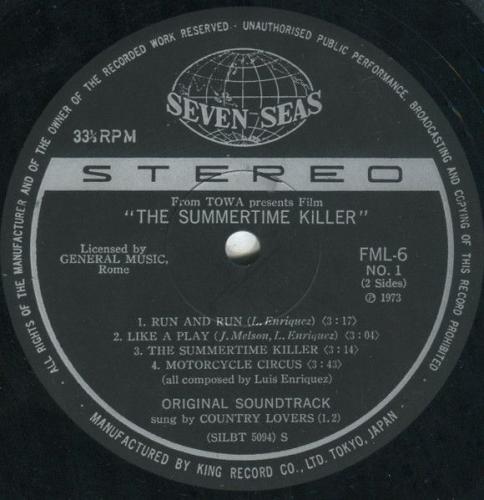 ALL RIGHTS OF THE MANUFACTURER AND OF THE OWNER OF THE RECORDED WORK RESERVED · UNAUTHORISED PUBLIC PERFORMANCE, BROADCASTING AND COPYING OF THIS RECORD PROHIBITED
SEVEN SEAS
33⅓ RPM
STEREO
From TOWA presents Film
"THE SUMMERTIME KiLLER"
Licensed by
GENERAL MUSIC,
Rome
FML-6
NO. 1
(2 Sides)
Ⓟ 1973
1. RUN AND RUN (L. Enriquez) (3:17)
2. LIKE A PLAY (J. Melson, L. Enriquez) (3:04)
3. THE SUMMERTIME KILLER (3:14)
4. MOTORCYCLE CIRCUS (3:43)
(all composed by Luis Enriquez)
ORIGINAL SOUNDTRACK
sung by COUNTRY LOVERS (1. 2)
(SILBT 5094) S
MANUFACTURED BY KING RECORD CO., LTD. TOKYO, JAPAN